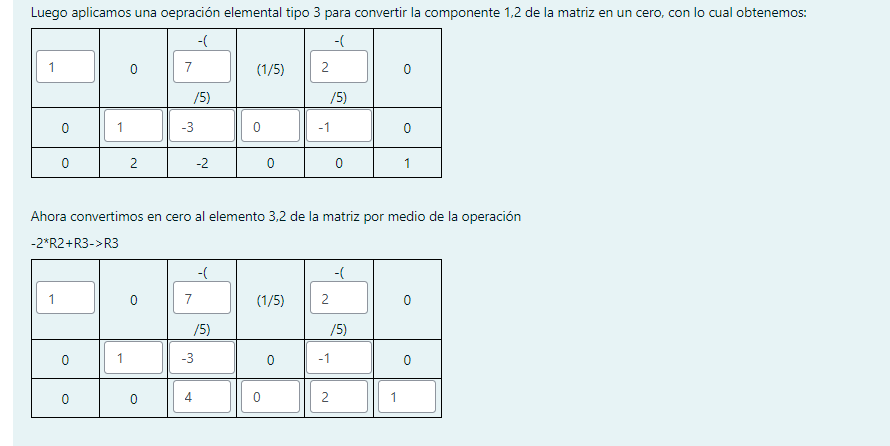 Luego aplicamos una oepración elemental tipo 3 para convertir la componente 1,2 de la matriz en un cero, con lo cual obtenemos:
-( -(
1 0 7 (1/5) 2 0
/5) /5)
0 1 -3 0 -1 0
0 2 -2 0 0 1
Ahora convertimos en cero al elemento 3,2 de la matriz por medio de la operación
-2*R2+R3->R3
-( -(
1 0 7 (1/5) 2 0
/5) /5)
0 1 -3 0 -1 0
0 0 4 0 2 1